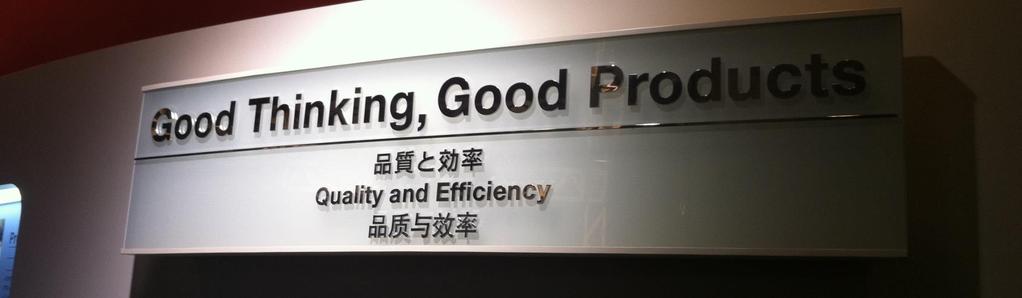 Good Thinking, Good Products
品質と効率
Quality and Efficiency
品质与效率